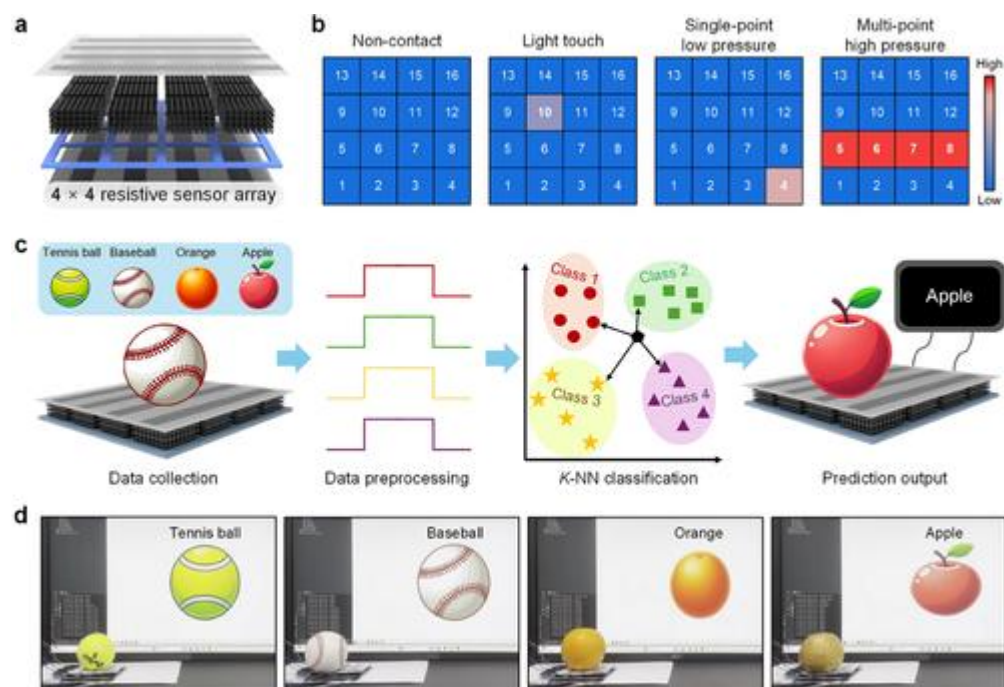 a
4 × 4 resistive sensor array
b
Non-contact
Light touch
Single-point
low pressure
Multi-point
high pressure
13 14 15 16
9 10 11 12
5 6 7 8
1 2 3 4
13 14 15 16
9 10 11 12
5 6 7 8
1 2 3 4
13 14 15 16
9 10 11 12
5 6 7 8
1 2 3 4
13 14 15 16
9 10 11 12
5 6 7 8
1 2 3 4
High
Low
c
Tennis ball Baseball Orange Apple
Data collection
Data preprocessing
Class 1
Class 2
Class 3
Class 4
K-NN classification
Apple
Prediction output
d
Tennis ball
Baseball
Orange
Apple